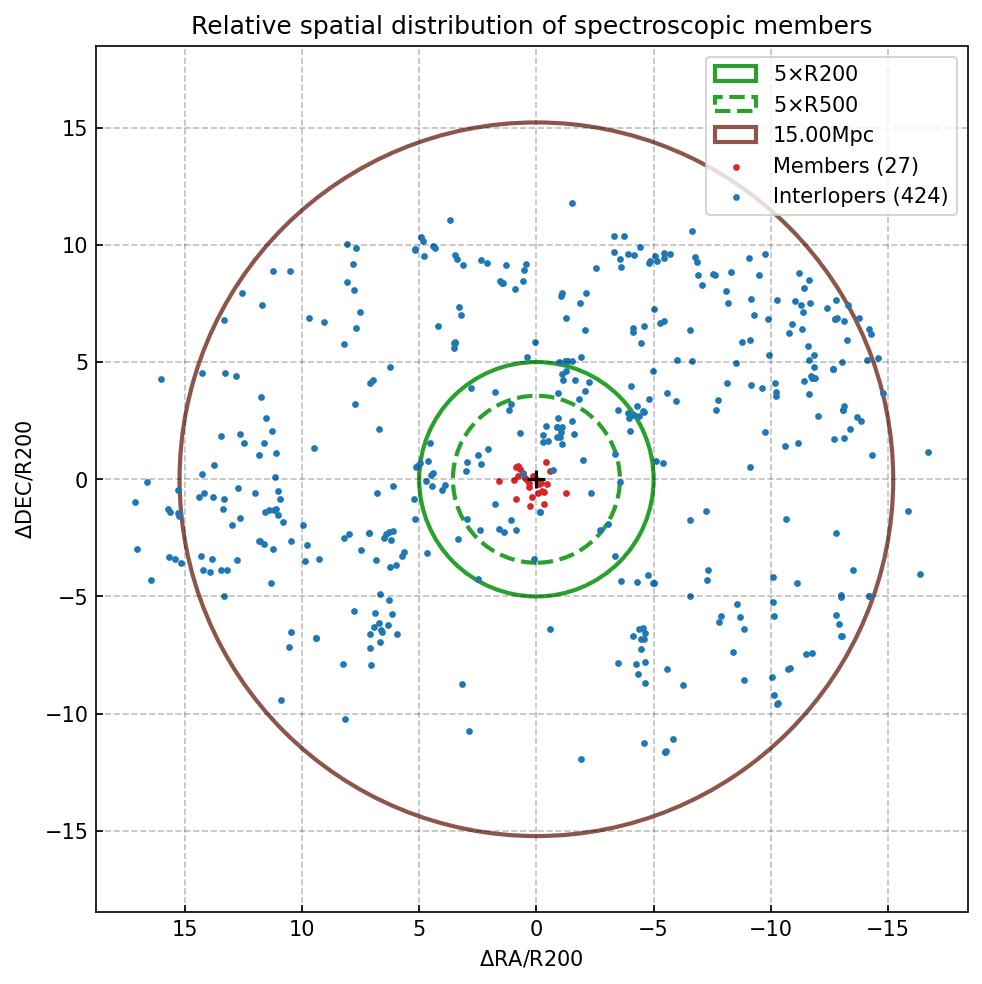 Relative spatial distribution of spectroscopic members
5×R200
5×R500
15.00Mpc
Members (27)
Interlopers (424)
15
10
5
0
−5
−10
−15
ΔDEC/R200
15
10
5
0
−5
−10
−15
ΔRA/R200